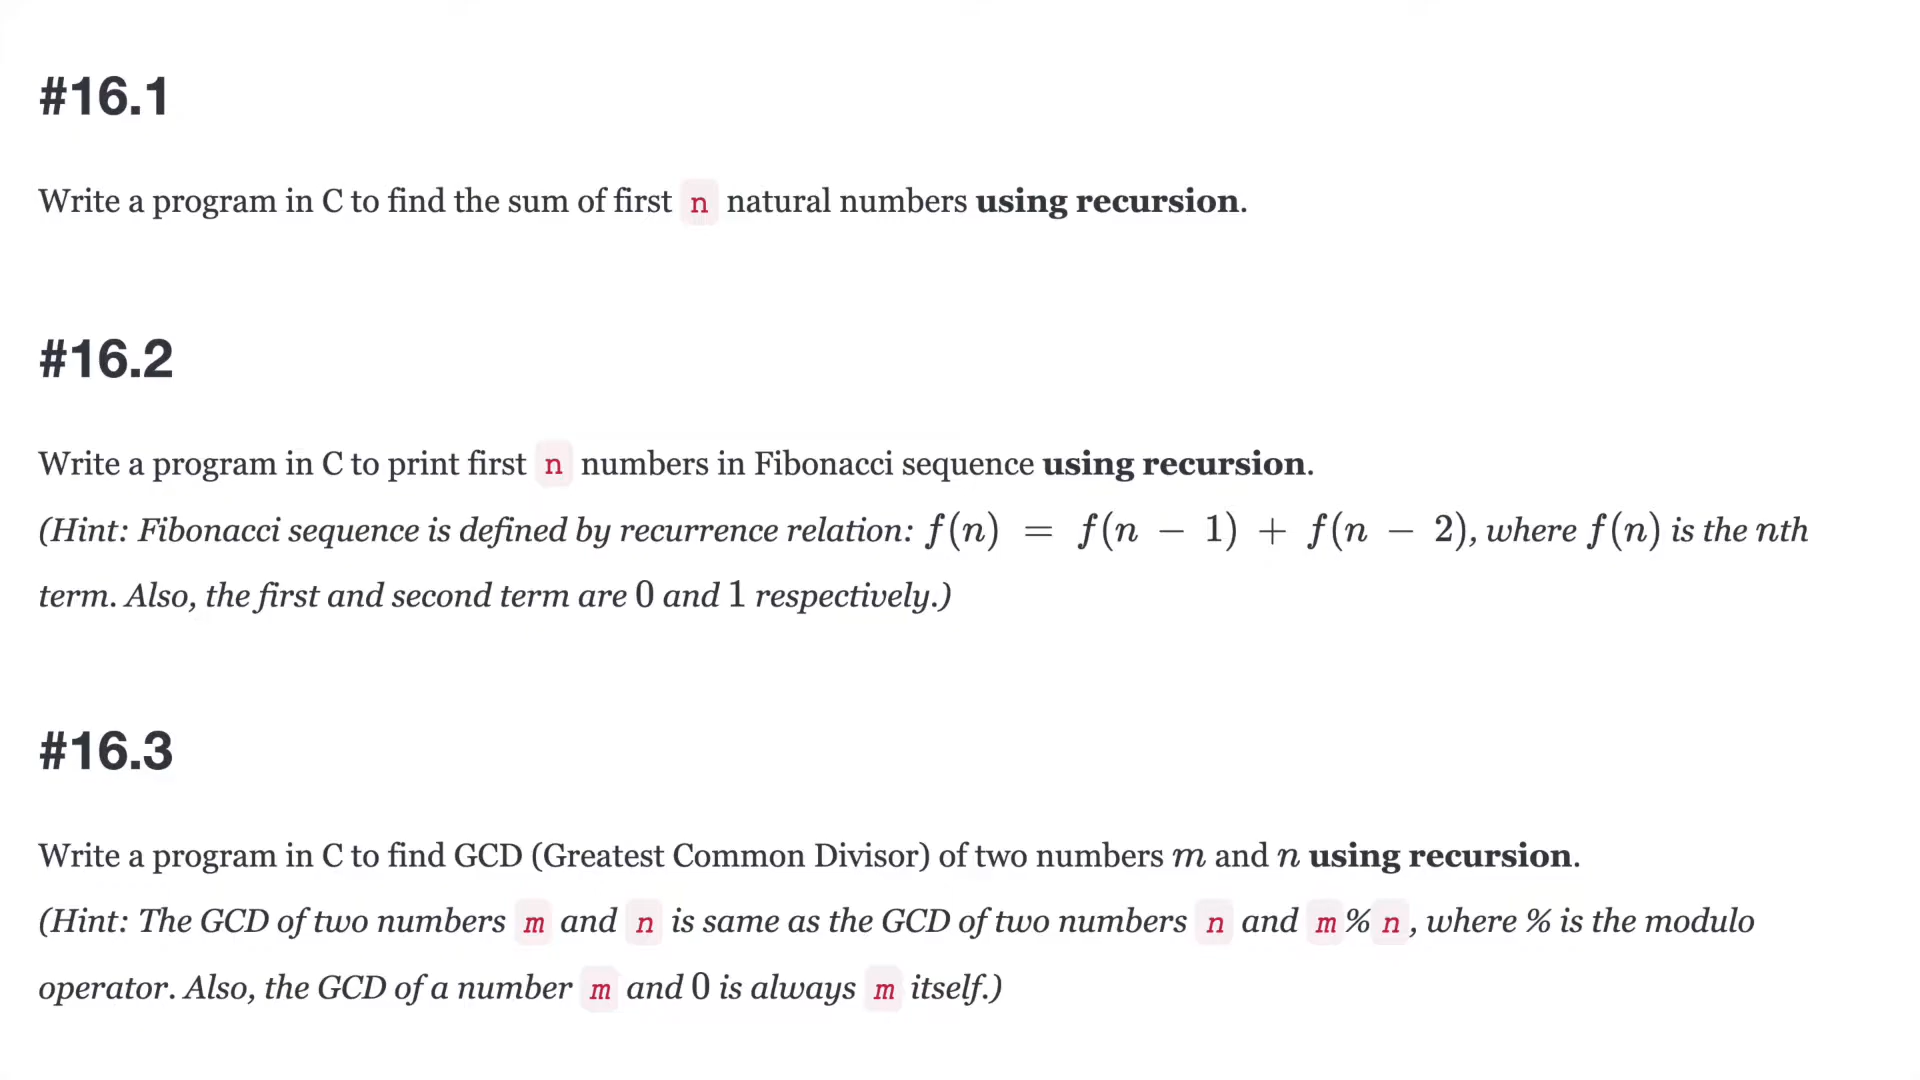 #16.1
Write a program in C to find the sum of first n natural numbers using recursion.
#16.2
Write a program in C to print first n numbers in Fibonacci sequence using recursion.
(Hint: Fibonacci sequence is defined by recurrence relation: f(n) = f(n − 1) + f(n − 2), where f(n) is the nth
term. Also, the first and second term are 0 and 1 respectively.)
#16.3
Write a program in C to find GCD (Greatest Common Divisor) of two numbers m and n using recursion.
(Hint: The GCD of two numbers m and n is same as the GCD of two numbers n and m % n, where % is the modulo
operator. Also, the GCD of a number m and 0 is always m itself.)